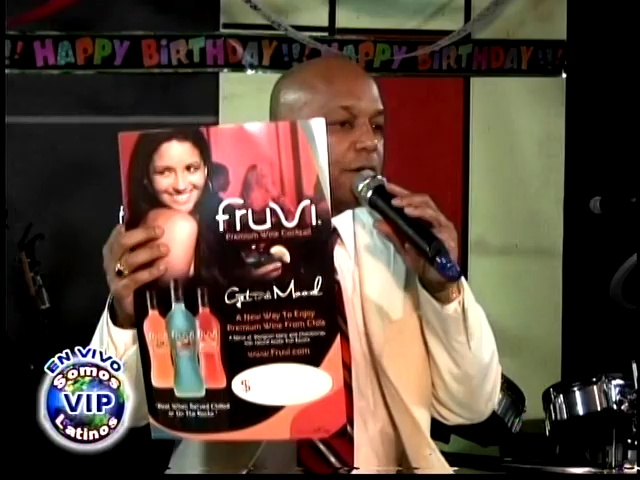 !! HAPPY BIRTHDAY !!! HAPPY BIRTHDAY !!!
fruVi
Premium Wine Cocktail
Get in the Mood
A New Way To Enjoy
Premium Wine From Chile
www.Fruvi.com
Best When Served Chilled
or On The Rocks
EN VIVO
Somos
VIP
Latinos